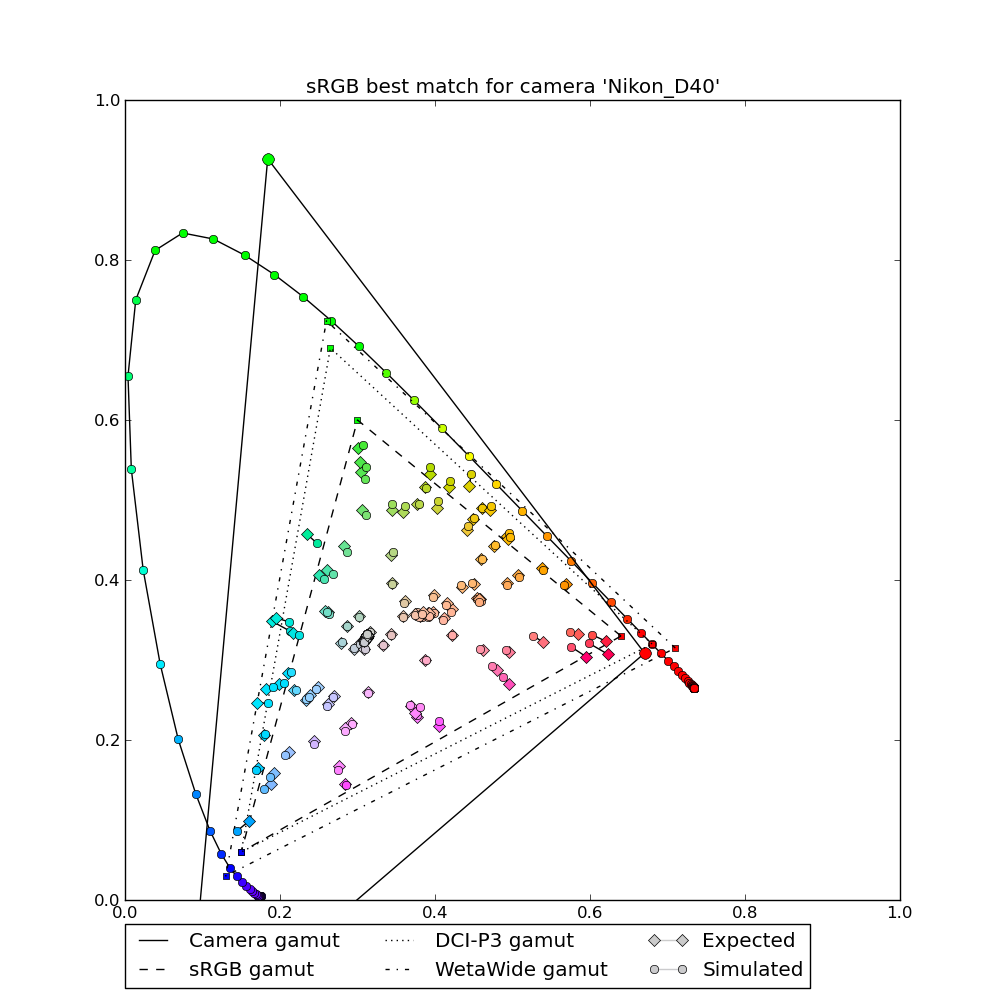 sRGB best match for camera 'Nikon_D40'
1.0
0.8
0.6
0.4
0.2
0.0
0.0 0.2 0.4 0.6 0.8 1.0
Camera gamut DCI-P3 gamut Expected
sRGB gamut WetaWide gamut Simulated